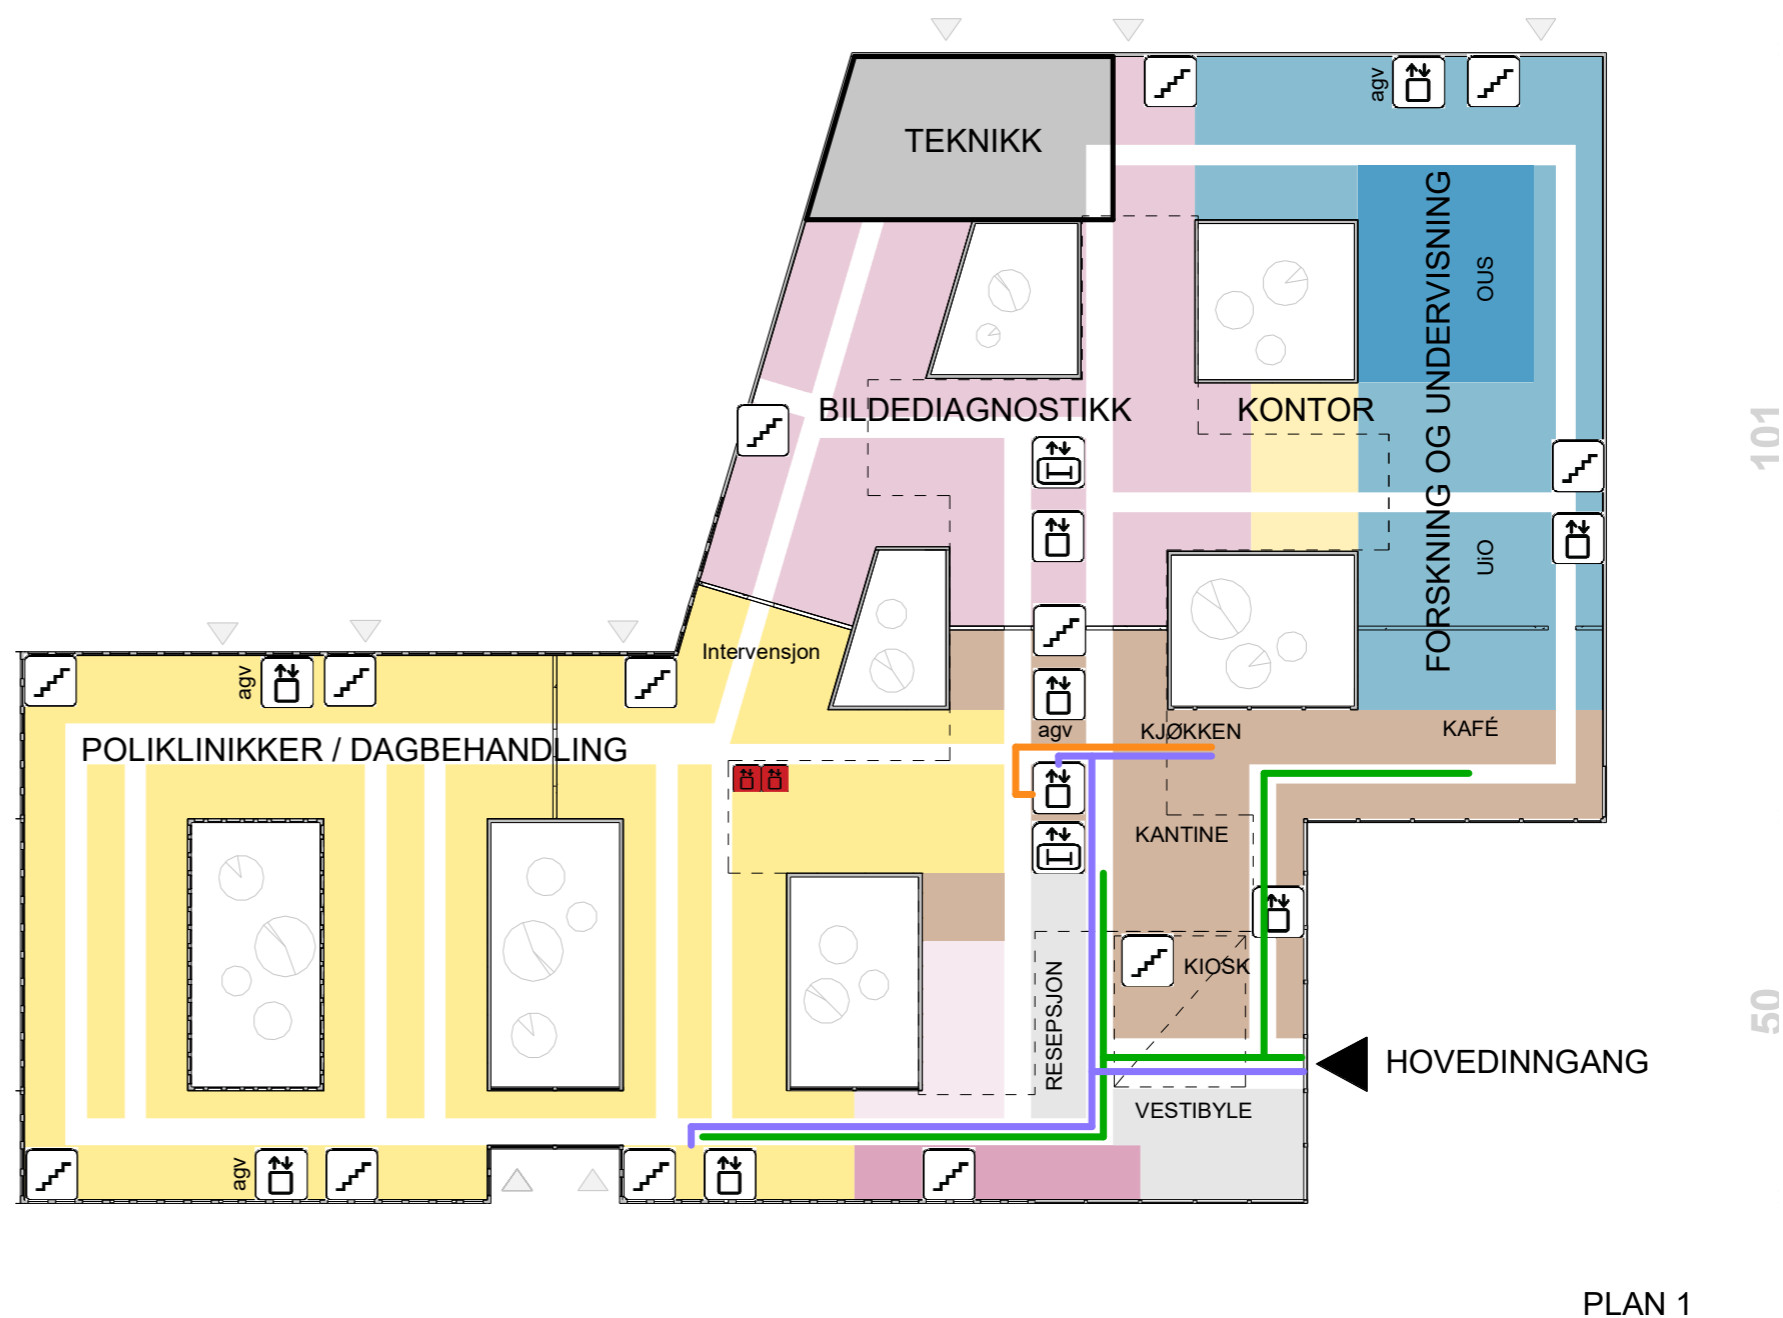 TEKNIKK
agv
FORSKNING OG UNDERVISNING
OUS
BILDEDIAGNOSTIKK
KONTOR
101
UiO
Intervensjon
agv
agv
KJØKKEN
KAFÉ
POLIKLINIKKER / DAGBEHANDLING
KANTINE
KIOSK
RESEPSJON
50
HOVEDINNGANG
VESTIBYLE
agv
PLAN 1